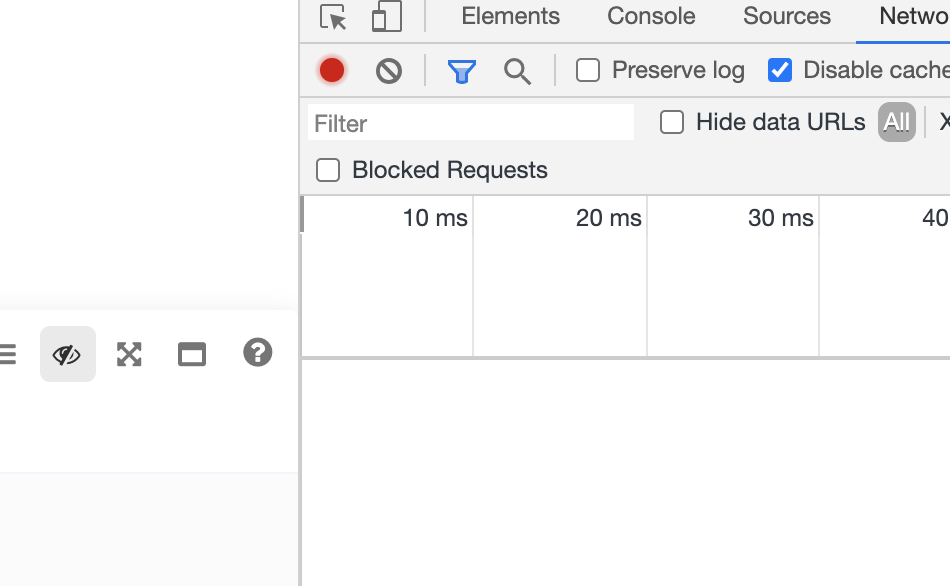 Elements Console Sources Netwo
Preserve log Disable cache
Filter Hide data URLs All X
Blocked Requests
10 ms 20 ms 30 ms 40